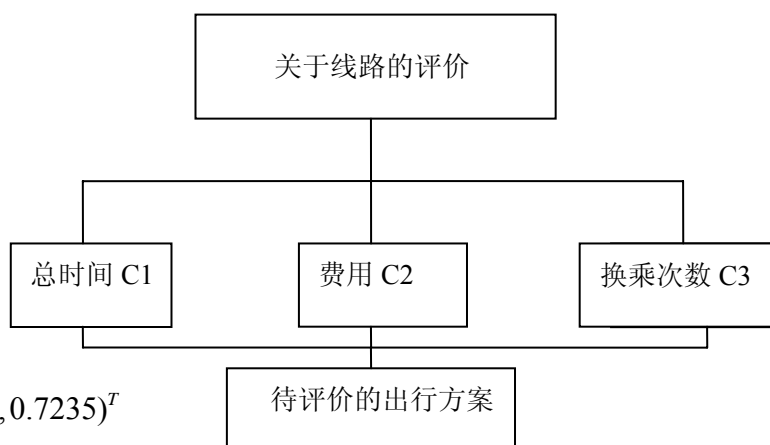 关于线路的评价
总时间 C1
费用 C2
换乘次数 C3
,0.7235)^T
待评价的出行方案